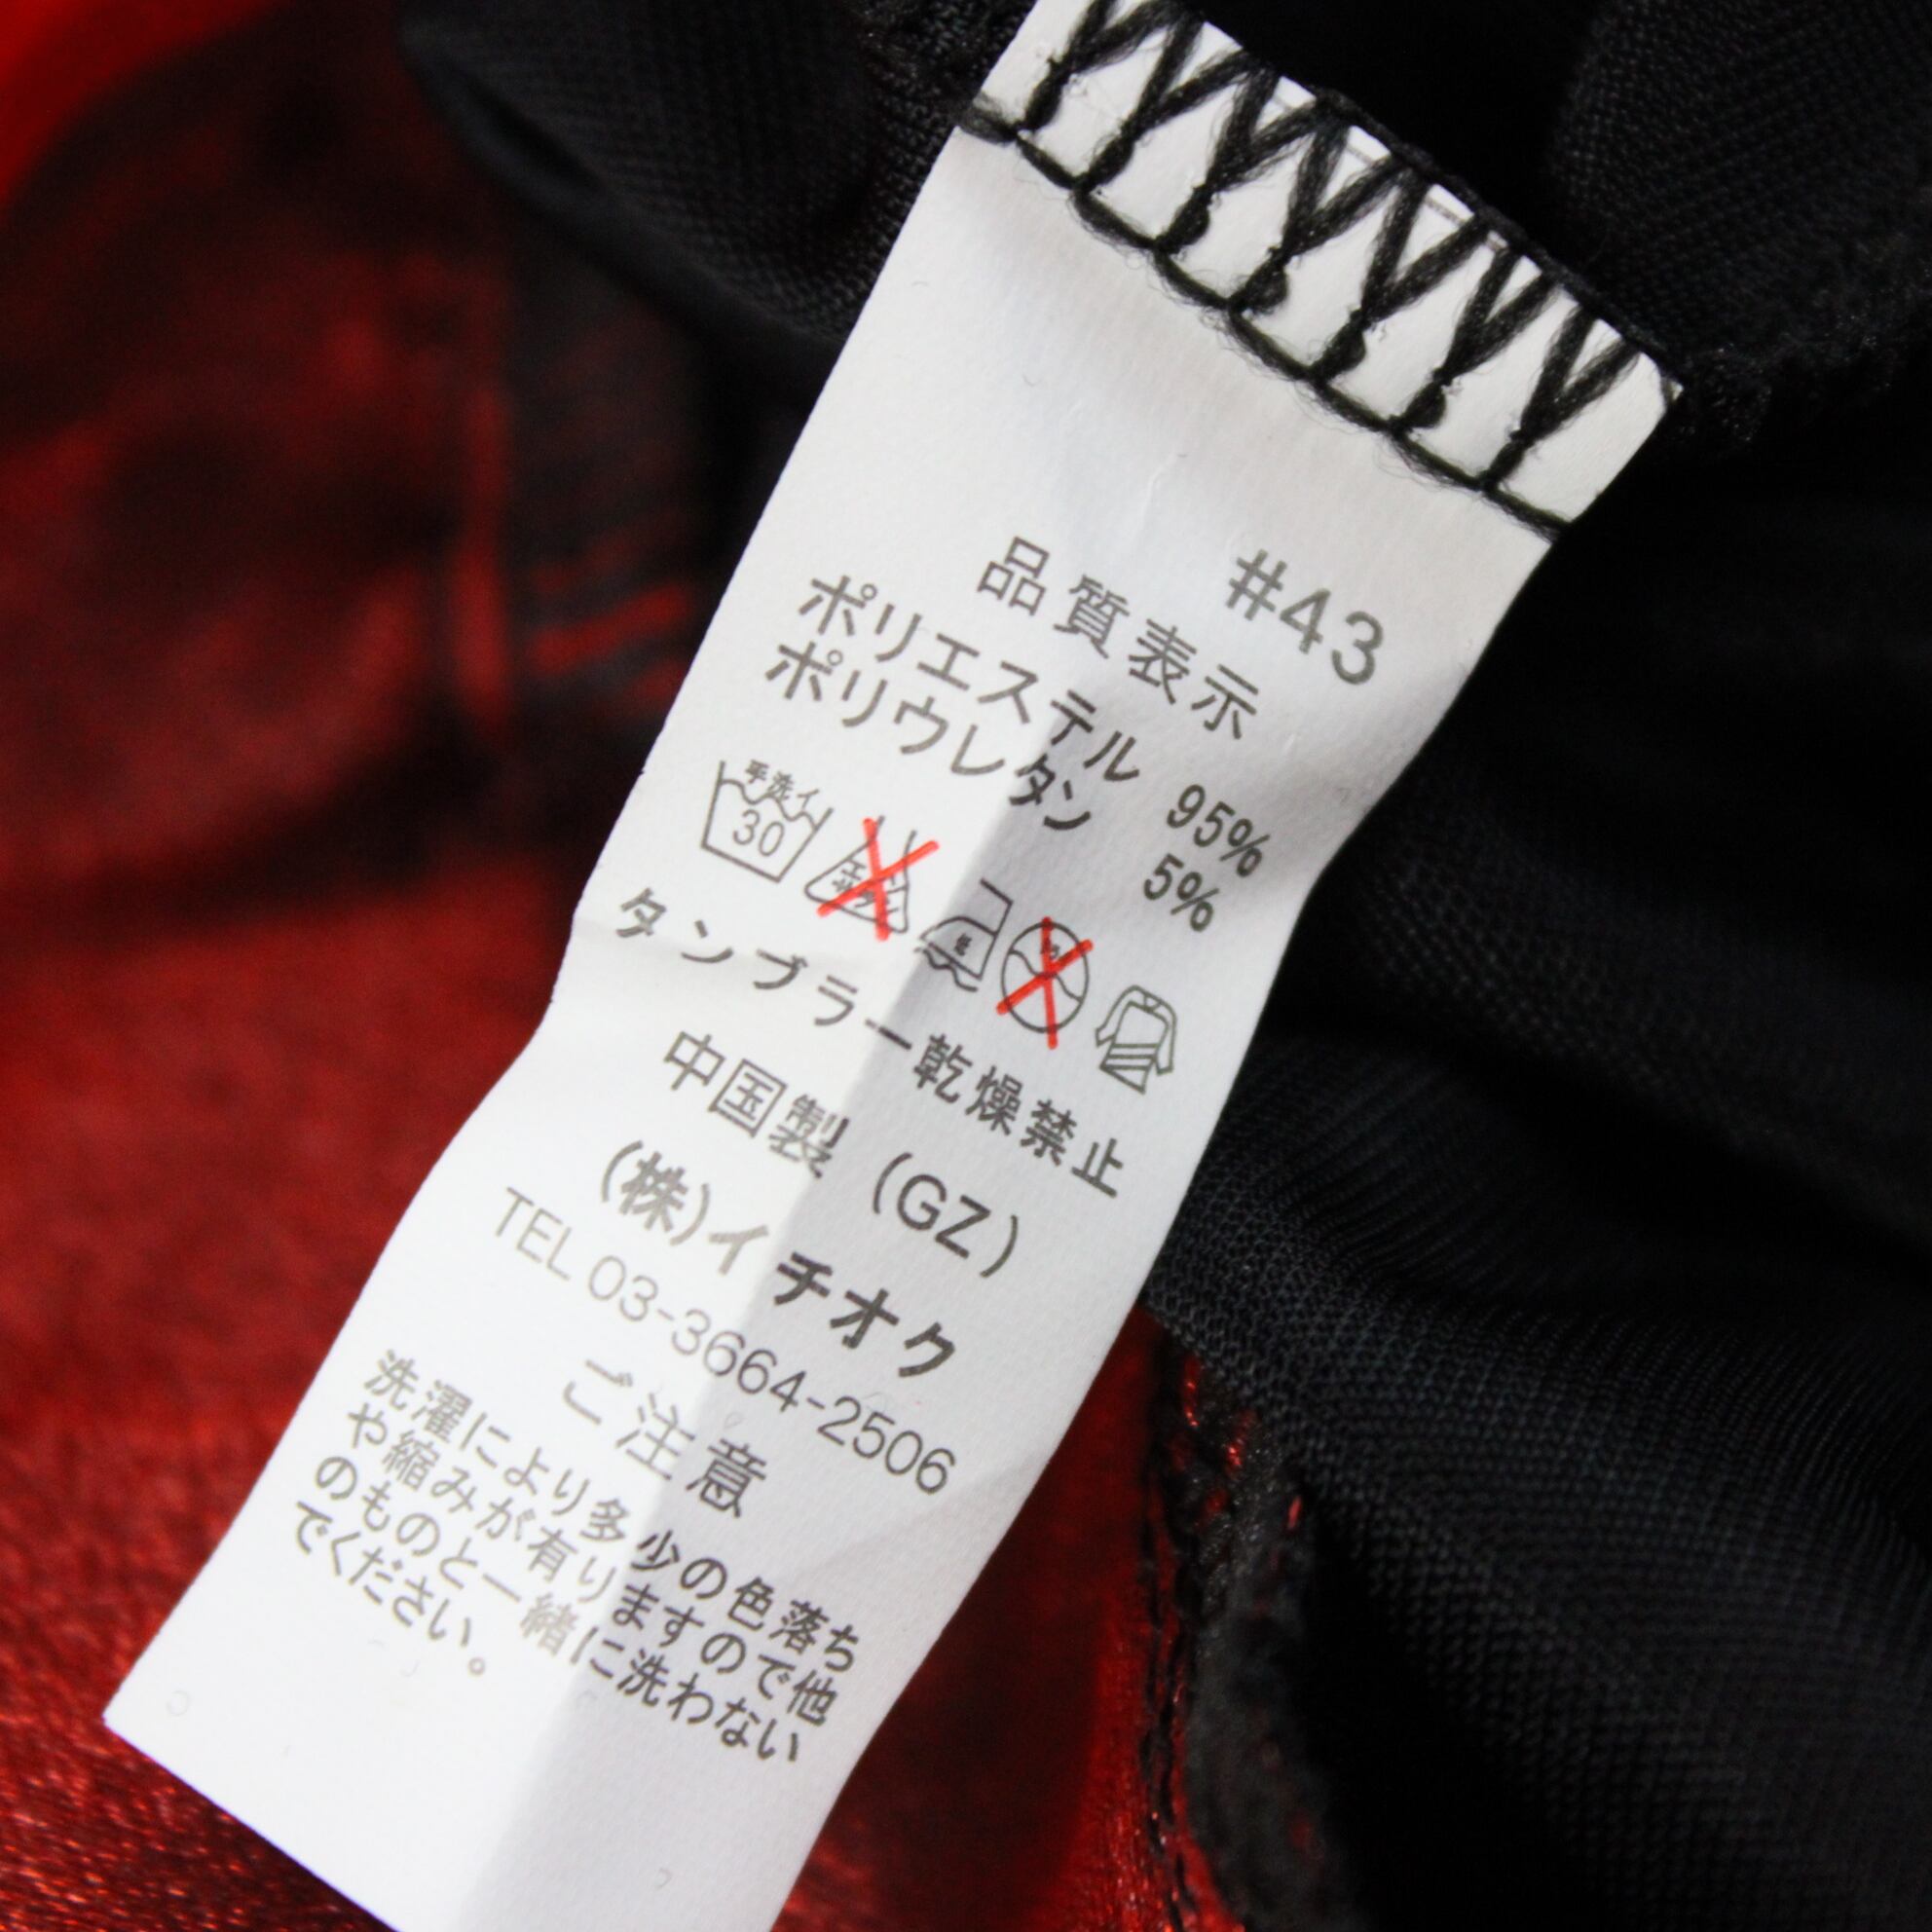 #43
品質表示
ポリエステル 95%
ポリウレタン 5%
手洗イ
30
低
タンブラー乾燥禁止
中国製 (GZ)
(株)イチオク
TEL 03-3664-2506
ご注意
洗濯により多少の色落ち
や縮みが有りますので他
のものと一緒に洗わない
でください。